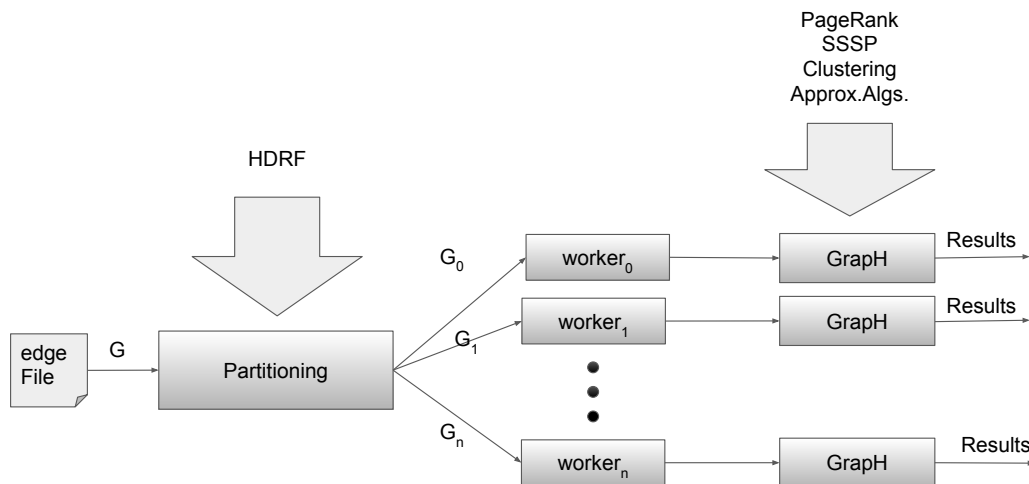 PageRank
SSSP
Clustering
Approx.Algs.
HDRF
G₀
worker₀
GrapH
Results
G₁
worker₁
GrapH
Results
edge
File
G
Partitioning
Gₙ
workerₙ
GrapH
Results